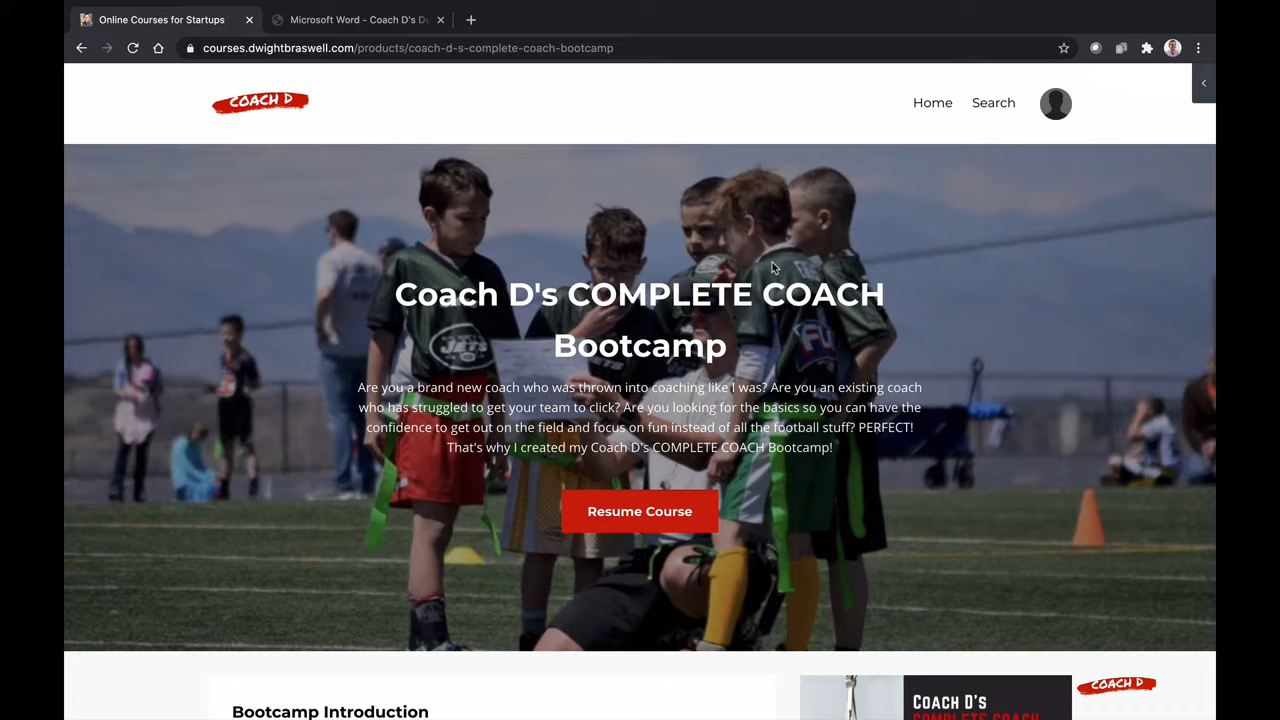 Online Courses for Startups
Microsoft Word - Coach D's De
courses.dwightbraswell.com/products/coach-d-s-complete-coach-bootcamp
COACH D
Home
Search
Coach D's COMPLETE COACH
Bootcamp
Are you a brand new coach who was thrown into coaching like I was? Are you an existing coach
who has struggled to get your team to click? Are you looking for the basics so you can have the
confidence to get out on the field and focus on fun instead of all the football stuff? PERFECT!
That's why I created my Coach D's COMPLETE COACH Bootcamp!
JETS
Resume Course
Bootcamp Introduction
COACH D'S
COMPLETE COACH
COACH D